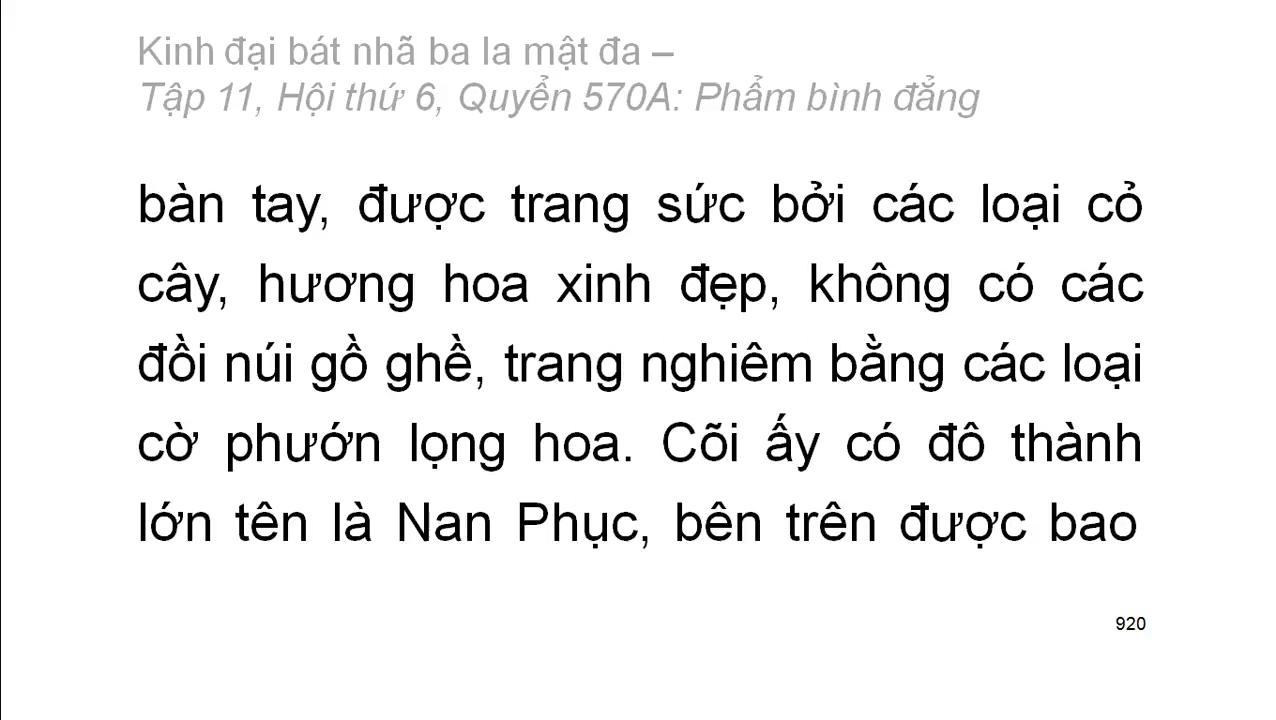 Kinh đại bát nhã ba la mật đa –
Tập 11, Hội thứ 6, Quyển 570A: Phẩm bình đẳng
bàn tay, được trang sức bởi các loại cỏ
cây, hương hoa xinh đẹp, không có các
đồi núi gồ ghề, trang nghiêm bằng các loại
cờ phướn lọng hoa. Cõi ấy có đô thành
lớn tên là Nan Phục, bên trên được bao
920